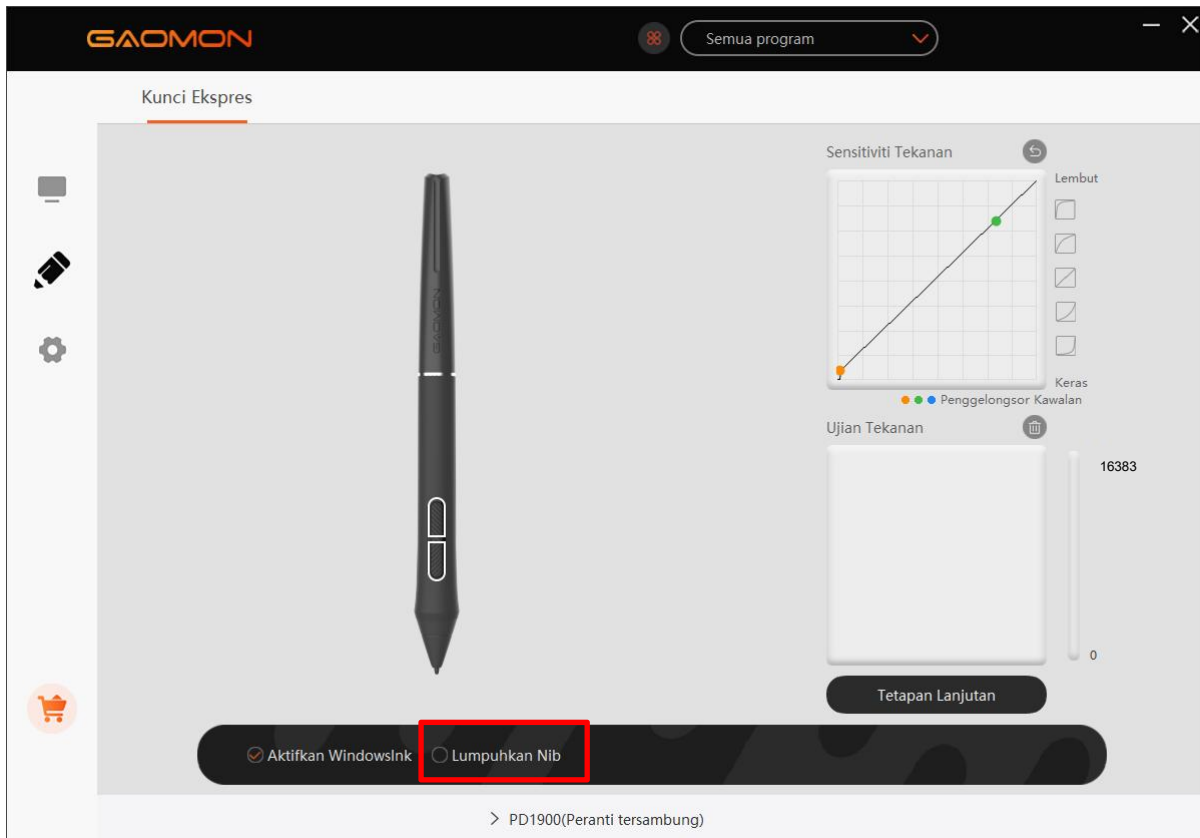 GAOMON
Semua program
Kunci Ekspres
Sensitiviti Tekanan
Lembut
GAOMON
Keras
Penggelongsor Kawalan
Ujian Tekanan
16383
0
Tetapan Lanjutan
Aktifkan WindowsInk
Lumpuhkan Nib
> PD1900(Peranti tersambung)